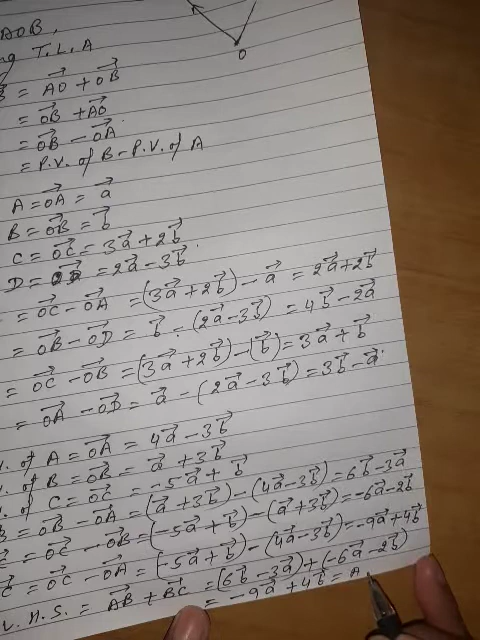 AOB,
O
T.L.A
= AO⃗ + OB⃗
= OB⃗ + AO⃗
= OB⃗ - OA⃗
= P.V. of B - P.V. of A
A = OA⃗ = a⃗
B = OB⃗ = b⃗
C = OC⃗ = 3a⃗ + 2b⃗
D = = 2a⃗ - 3b⃗
= OC⃗ - OA⃗ = (3a⃗ + 2b⃗) - a⃗ = 2a⃗ + 2b⃗
= OB⃗ - OD⃗ = b⃗ - (2a⃗ - 3b⃗) = 4b⃗ - 2a⃗
= OC⃗ - OB⃗ = (3a⃗ + 2b⃗) - (b⃗) = 3a⃗ + b⃗
= OA⃗ - OD⃗ = a⃗ - (2a⃗ - 3b⃗) = 3b⃗ - a⃗
of A = OA⃗ = 4a⃗ - 3b⃗
of B = OB⃗ = a⃗ + 3b⃗
of C = OC⃗ = -5a⃗ + b⃗
B = OB⃗ - OA⃗ = (a⃗ + 3b⃗) - (4a⃗ - 3b⃗) = 6b⃗ - 3a⃗
C = OC⃗ - OB⃗ = (-5a⃗ + b⃗) - (a⃗ + 3b⃗) = -6a⃗ - 2b⃗
C = OC⃗ - OA⃗ = (-5a⃗ + b⃗) - (4a⃗ - 3b⃗) = -9a⃗ + 4b⃗
L.H.S. = AB⃗ + BC⃗ = (6b⃗ - 3a⃗) + (-6a⃗ - 2b⃗)
= -9a⃗ + 4b⃗ = A